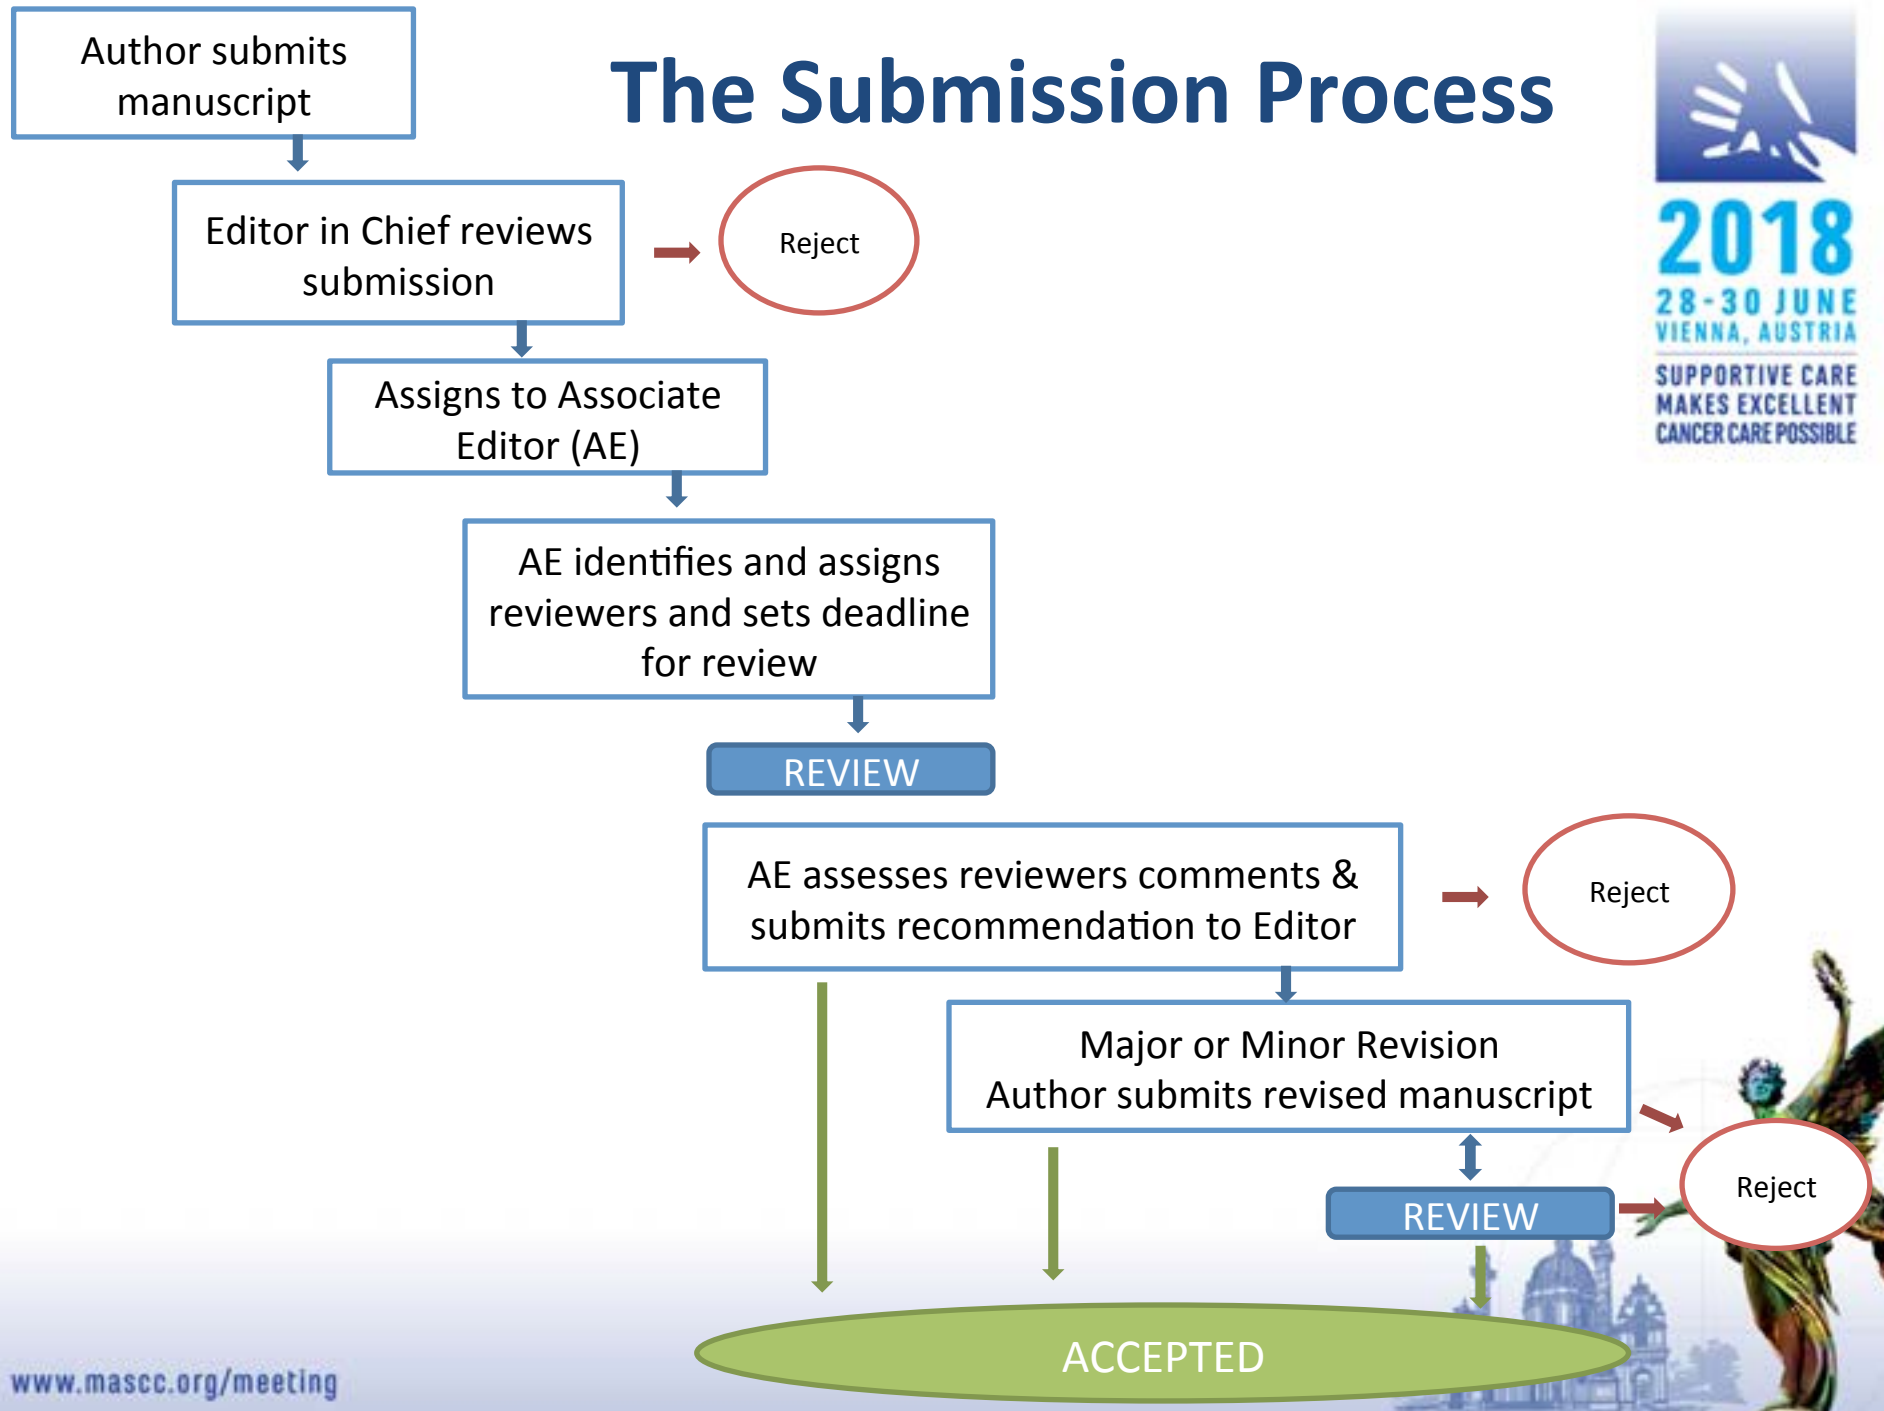 Author submits
manuscript
The Submission Process
Editor in Chief reviews
submission
Reject
2018
28-30 JUNE
VIENNA, AUSTRIA
SUPPORTIVE CARE
MAKES EXCELLENT
CANCER CARE POSSIBLE
Assigns to Associate
Editor (AE)
AE identifies and assigns
reviewers and sets deadline
for review
REVIEW
AE assesses reviewers comments &
submits recommendation to Editor
Reject
Major or Minor Revision
Author submits revised manuscript
REVIEW
Reject
ACCEPTED
www.mascc.org/meeting